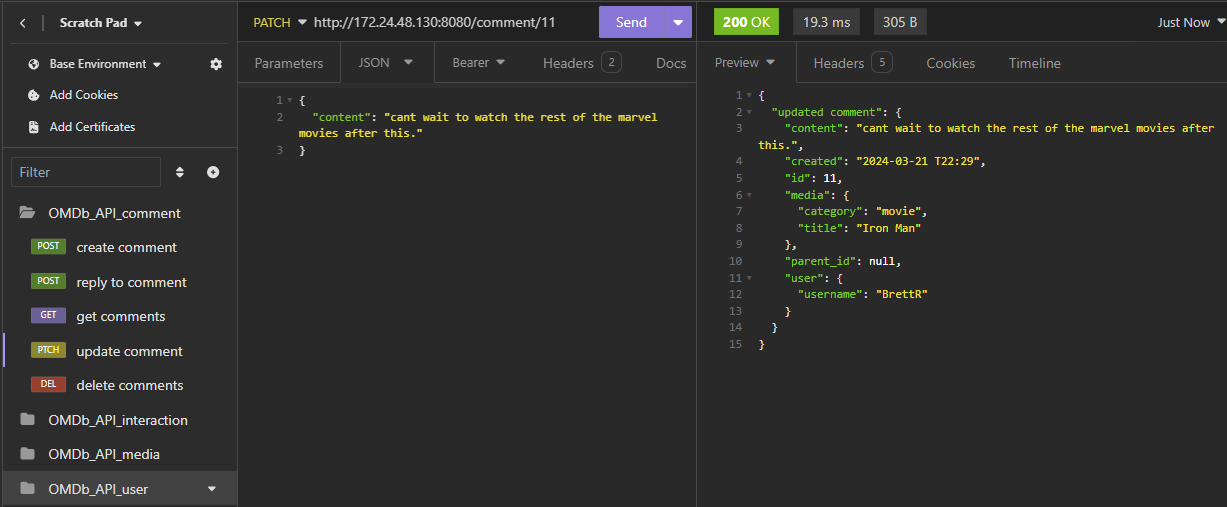 Scratch Pad
Base Environment
Add Cookies
Add Certificates
Filter
OMDb_API_comment
POST create comment
POST reply to comment
GET get comments
PTCH update comment
DEL delete comments
OMDb_API_interaction
OMDb_API_media
OMDb_API_user
PATCH http://172.24.48.130:8080/comment/11 Send
Parameters JSON Bearer Headers 2 Docs
1 {
2 "content": "cant wait to watch the rest of the marvel
movies after this."
3 }
200 OK 19.3 ms 305 B Just Now
Preview Headers 5 Cookies Timeline
1 {
2 "updated comment": {
3 "content": "cant wait to watch the rest of the marvel movies after
this.",
4 "created": "2024-03-21 T22:29",
5 "id": 11,
6 "media": {
7 "category": "movie",
8 "title": "Iron Man"
9 },
10 "parent_id": null,
11 "user": {
12 "username": "BrettR"
13 }
14 }
15 }